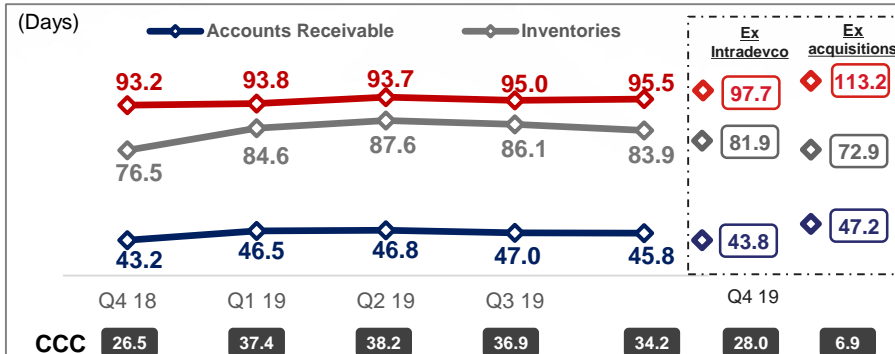 (Days)
Accounts Receivable
Inventories
Ex Intradevco
Ex acquisitions
93.2 93.8 93.7 95.0 95.5 97.7 113.2
76.5 84.6 87.6 86.1 83.9 81.9 72.9
43.2 46.5 46.8 47.0 45.8 43.8 47.2
Q4 18 Q1 19 Q2 19 Q3 19 Q4 19
CCC 26.5 37.4 38.2 36.9 34.2 28.0 6.9